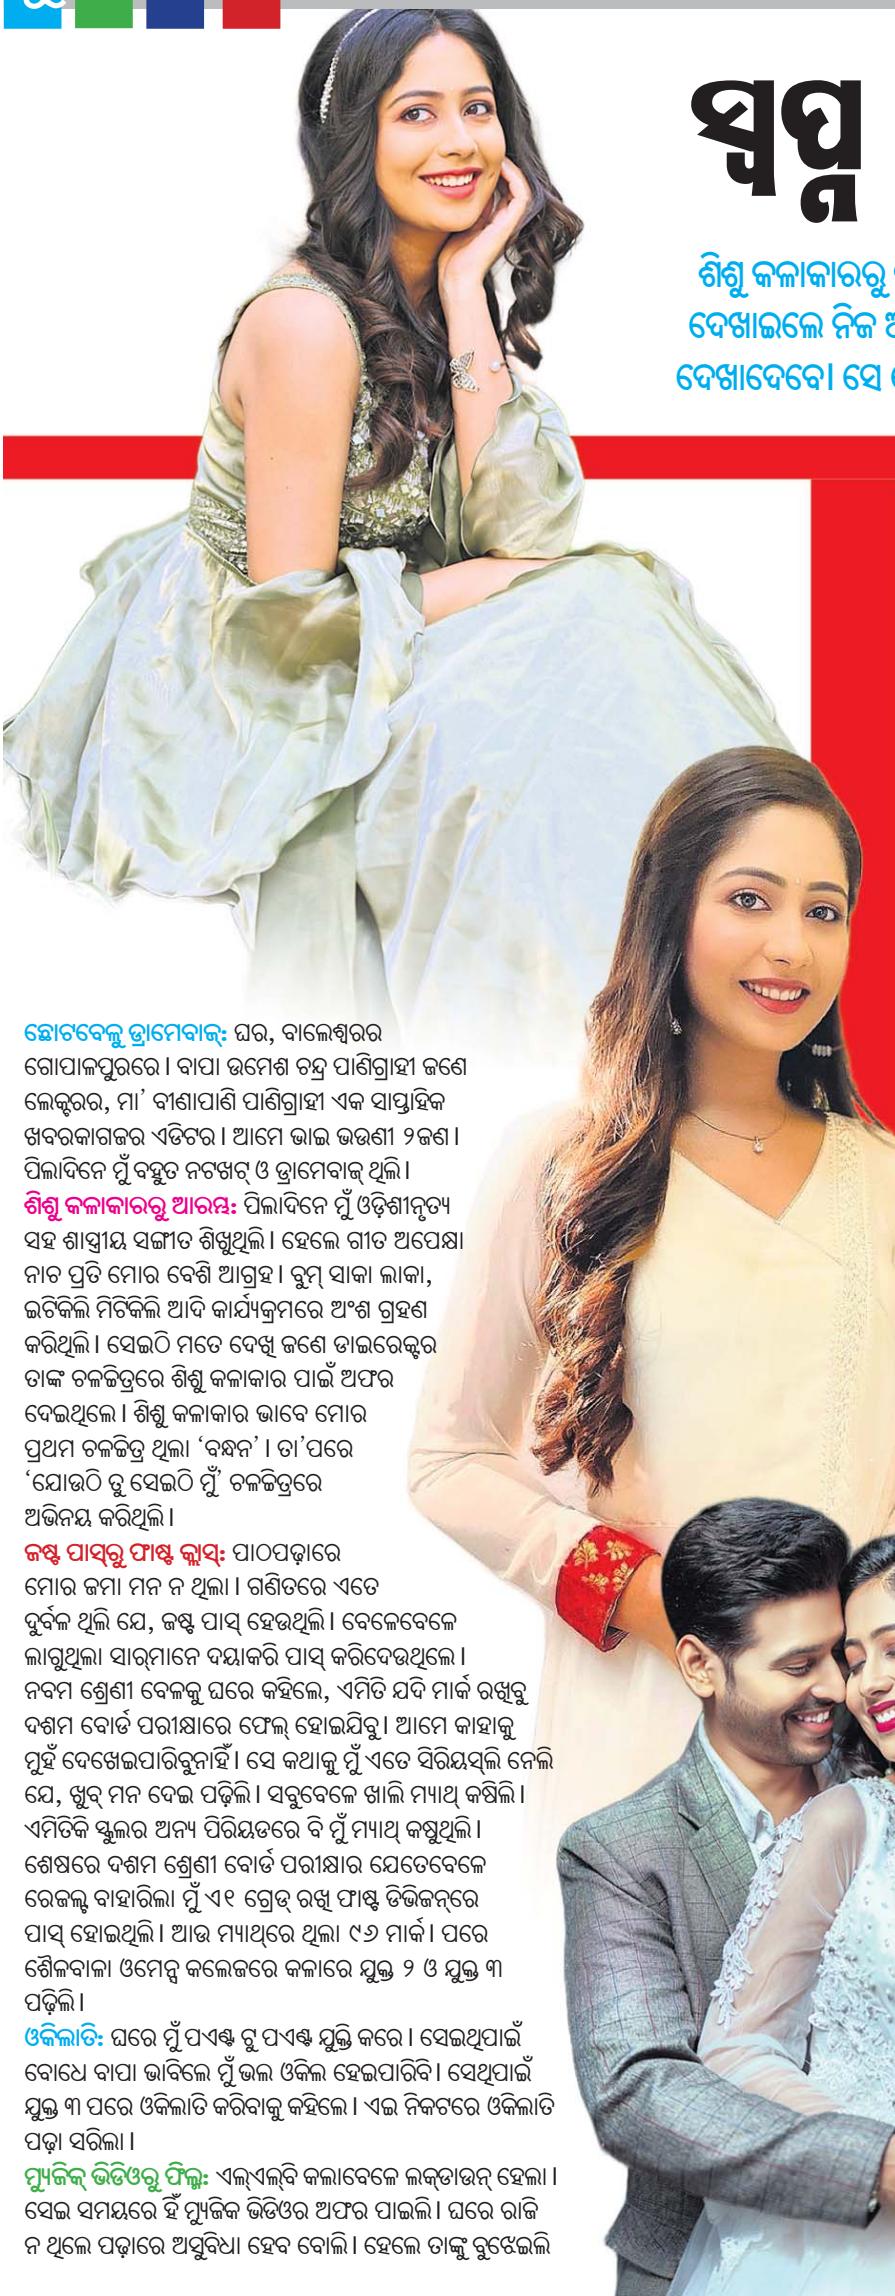 ସ୍ୱପ୍ନ
ଶିଶୁ କଳାକାରରୁ
ଦେଖାଇଲେ ନିଜ
ଦେଖାଦେବେ। ସେ
ଛୋଟବେଳୁ ଡ୍ରାମେବାଜ୍: ଘର, ବାଲେଶ୍ୱରର
ଗୋପାଳପୁରରେ। ବାପା ଉମେଶ ଚନ୍ଦ୍ର ପାଣିଗ୍ରାହୀ ଜଣେ
ଲେକ୍ଚରର, ମା’ ବୀଣାପାଣି ପାଣିଗ୍ରାହୀ ଏକ ସାପ୍ତାହିକ
ଖବରକାଗଜର ଏଡିଟର। ଆମେ ଭାଇ ଭଉଣୀ ୨ଜଣ।
ପିଲାଦିନେ ମୁଁ ବହୁତ ନଟଖଟ୍ ଓ ଡ୍ରାମେବାଜ୍ ଥିଲି।
ଶିଶୁ କଳାକାରରୁ ଆରମ୍ଭ: ପିଲାଦିନେ ମୁଁ ଓଡ଼ିଶୀନୃତ୍ୟ
ସହ ଶାସ୍ତ୍ରୀୟ ସଙ୍ଗୀତ ଶିଖୁଥିଲି। ହେଲେ ଗୀତ ଅପେକ୍ଷା
ନାଚ ପ୍ରତି ମୋର ବେଶି ଆଗ୍ରହ। ବୁମ୍ ସାକା ଲାକା,
ଇଟିକିଲି ମିଟିକିଲି ଆଦି କାର୍ଯ୍ୟକ୍ରମରେ ଅଂଶ ଗ୍ରହଣ
କରିଥିଲି। ସେଇଠି ମତେ ଦେଖି ଜଣେ ଡାଇରେକ୍ଟର
ତାଙ୍କ ଚଳଚ୍ଚିତ୍ରରେ ଶିଶୁ କଳାକାର ପାଇଁ ଅଫର
ଦେଇଥିଲେ। ଶିଶୁ କଳାକାର ଭାବେ ମୋର
ପ୍ରଥମ ଚଳଚ୍ଚିତ୍ର ଥିଲା ‘ବନ୍ଧନ’। ତା’ପରେ
‘ଯୋଉଠି ତୁ ସେଇଠି ମୁଁ’ ଚଳଚ୍ଚିତ୍ରରେ
ଅଭିନୟ କରିଥିଲି।
ଜଷ୍ଟ ପାସ୍‌ରୁ ଫାଷ୍ଟ କ୍ଲାସ୍: ପାଠପଢ଼ାରେ
ମୋର ଜମା ମନ ନ ଥିଲା। ଗଣିତରେ ଏତେ
ଦୁର୍ବଳ ଥିଲି ଯେ, ଜଷ୍ଟ ପାସ୍ ହେଉଥିଲି। ବେଳେବେଳେ
ଲାଗୁଥିଲା ସାର୍‌ମାନେ ଦୟାକରି ପାସ୍ କରିଦେଉଥିଲେ।
ନବମ ଶ୍ରେଣୀ ବେଳକୁ ଘରେ କହିଲେ, ଏମିତି ଯଦି ମାର୍କ ରଖିବୁ
ଦଶମ ବୋର୍ଡ ପରୀକ୍ଷାରେ ଫେଲ୍ ହୋଇଯିବୁ। ଆମେ କାହାକୁ
ମୁହଁ ଦେଖେଇପାରିବୁନାହିଁ। ସେ କଥାକୁ ମୁଁ ଏତେ ସିରିୟସ୍‌ଲି ନେଲି
ଯେ, ଖୁବ୍ ମନ ଦେଇ ପଢ଼ିଲି। ସବୁବେଳେ ଖାଲି ମ୍ୟାଥ୍ କଷିଲି।
ଏମିତିକି ସ୍କୁଲର ଅନ୍ୟ ପିରିୟଡରେ ବି ମୁଁ ମ୍ୟାଥ୍ କଷୁଥିଲି।
ଶେଷରେ ଦଶମ ଶ୍ରେଣୀ ବୋର୍ଡ ପରୀକ୍ଷାର ଯେତେବେଳେ
ରେଜଲ୍ଟ ବାହାରିଲା ମୁଁ ଏ୧ ଗ୍ରେଡ୍ ରଖି ଫାଷ୍ଟ ଡିଭିଜନ୍‌ରେ
ପାସ୍ ହୋଇଥିଲି। ଆଉ ମ୍ୟାଥ୍‌ରେ ଥିଲା ୯୬ ମାର୍କ। ପରେ
ଶୈଳବାଳା ଓମେନ୍ସ କଲେଜରେ କଳାରେ ଯୁକ୍ତ ୨ ଓ ଯୁକ୍ତ ୩
ପଢ଼ିଲି।
ଓକିଲାତି: ଘରେ ମୁଁ ପଏଣ୍ଟ ଟୁ ପଏଣ୍ଟ ଯୁକ୍ତି କରେ। ସେଇଥିପାଇଁ
ବୋଧେ ବାପା ଭାବିଲେ ମୁଁ ଭଲ ଓକିଲ ହେଇପାରିବି। ସେଥିପାଇଁ
ଯୁକ୍ତ ୩ ପରେ ଓକିଲାତି କରିବାକୁ କହିଲେ। ଏଇ ନିକଟରେ ଓକିଲାତି
ପଢ଼ା ସରିଲା।
ମ୍ୟୁଜିକ୍ ଭିଡିଓରୁ ଫିଲ୍ମ: ଏଲ୍‌ଏଲ୍‌ବି କଲାବେଳେ ଲକ୍‌ଡାଉନ୍ ହେଲା।
ସେଇ ସମୟରେ ହିଁ ମ୍ୟୁଜିକ ଭିଡିଓର ଅଫର ପାଇଲି। ଘରେ ରାଜି
ନ ଥିଲେ ପଢ଼ାରେ ଅସୁବିଧା ହେବ ବୋଲି। ହେଲେ ତାଙ୍କୁ ବୁଝେଇଲି